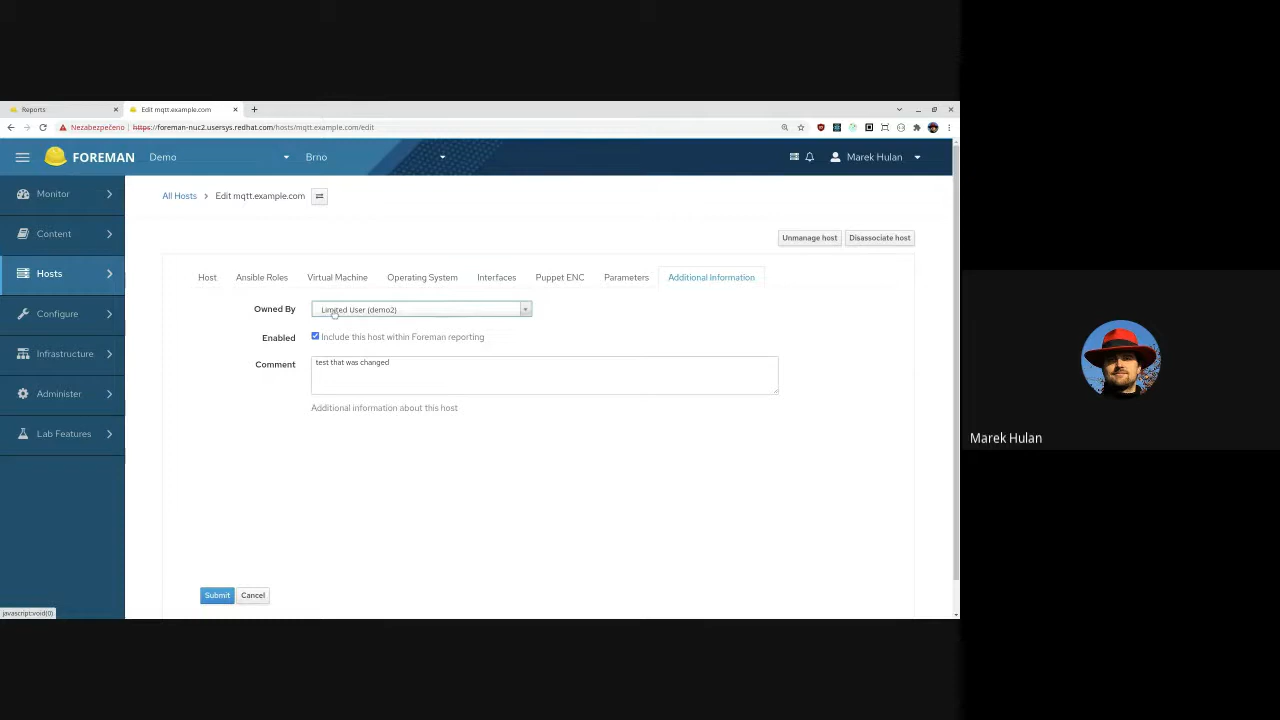 Reports
Edit mqtt.example.com
Nezabezpečeno https://foreman-nuc2.usersys.redhat.com/hosts/mqtt.example.com/edit
FOREMAN Demo Brno Marek Hulan
Monitor
Content
Hosts
Configure
Infrastructure
Administer
Lab Features
All Hosts > Edit mqtt.example.com
Unmanage host Disassociate host
Host Ansible Roles Virtual Machine Operating System Interfaces Puppet ENC Parameters Additional Information
Owned By Limited User (demo2)
Enabled Include this host within Foreman reporting
Comment test that was changed
Additional information about this host
Submit Cancel
javascript:void(0)
Marek Hulan